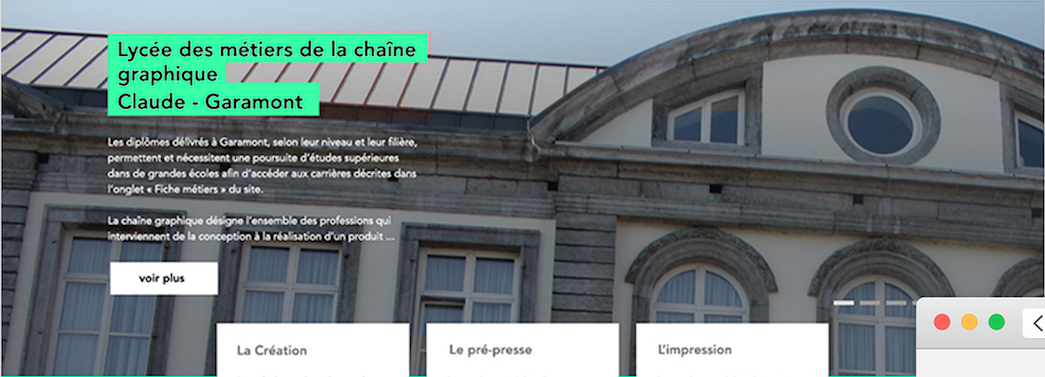 Lycée des métiers de la chaîne
graphique
Claude - Garamont
Les diplômes délivrés à Garamont, selon leur niveau et leur filière,
permettent et nécessitent une poursuite d'études supérieures
dans de grandes écoles afin d'accéder aux carrières décrites dans
l'onglet « Fiche métiers » du site.
La chaîne graphique désigne l'ensemble des professions qui
interviennent de la conception à la réalisation d'un produit ...
voir plus
La Création
Le pré-presse
L'impression